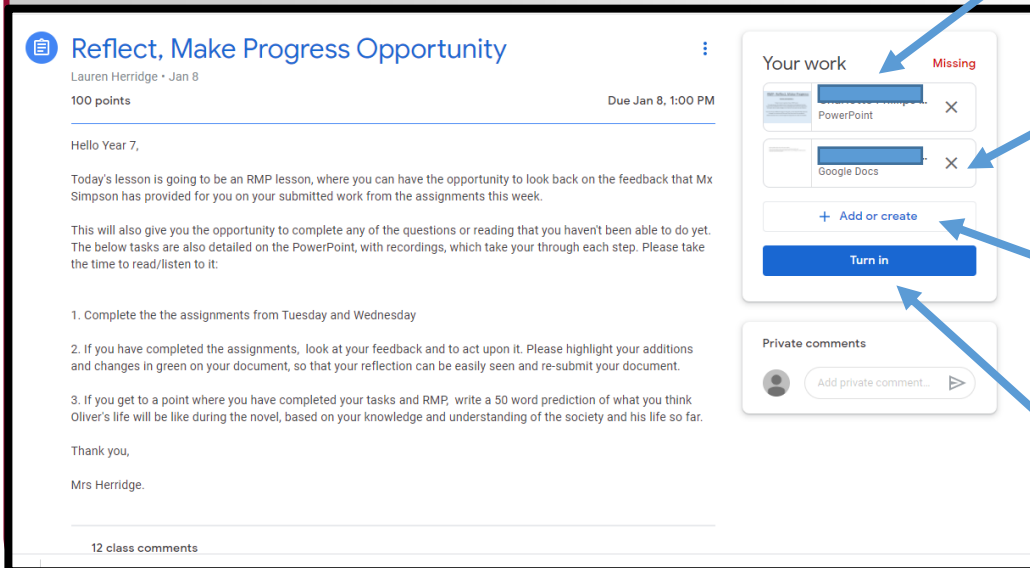 Reflect, Make Progress Opportunity
Lauren Herridge • Jan 8
100 points
Due Jan 8, 1:00 PM
Hello Year 7,
Today's lesson is going to be an RMP lesson, where you can have the opportunity to look back on the feedback that Mx
Simpson has provided for you on your submitted work from the assignments this week.
This will also give you the opportunity to complete any of the questions or reading that you haven't been able to do yet.
The below tasks are also detailed on the PowerPoint, with recordings, which take your through each step. Please take
the time to read/listen to it:
1. Complete the the assignments from Tuesday and Wednesday
2. If you have completed the assignments, look at your feedback and to act upon it. Please highlight your additions
and changes in green on your document, so that your reflection can be easily seen and re-submit your document.
3. If you get to a point where you have completed your tasks and RMP, write a 50 word prediction of what you think
Oliver's life will be like during the novel, based on your knowledge and understanding of the society and his life so far.
Thank you,
Mrs Herridge.
12 class comments
Your work
Missing
PowerPoint
Google Docs
+ Add or create
Turn in
Private comments
Add private comment...